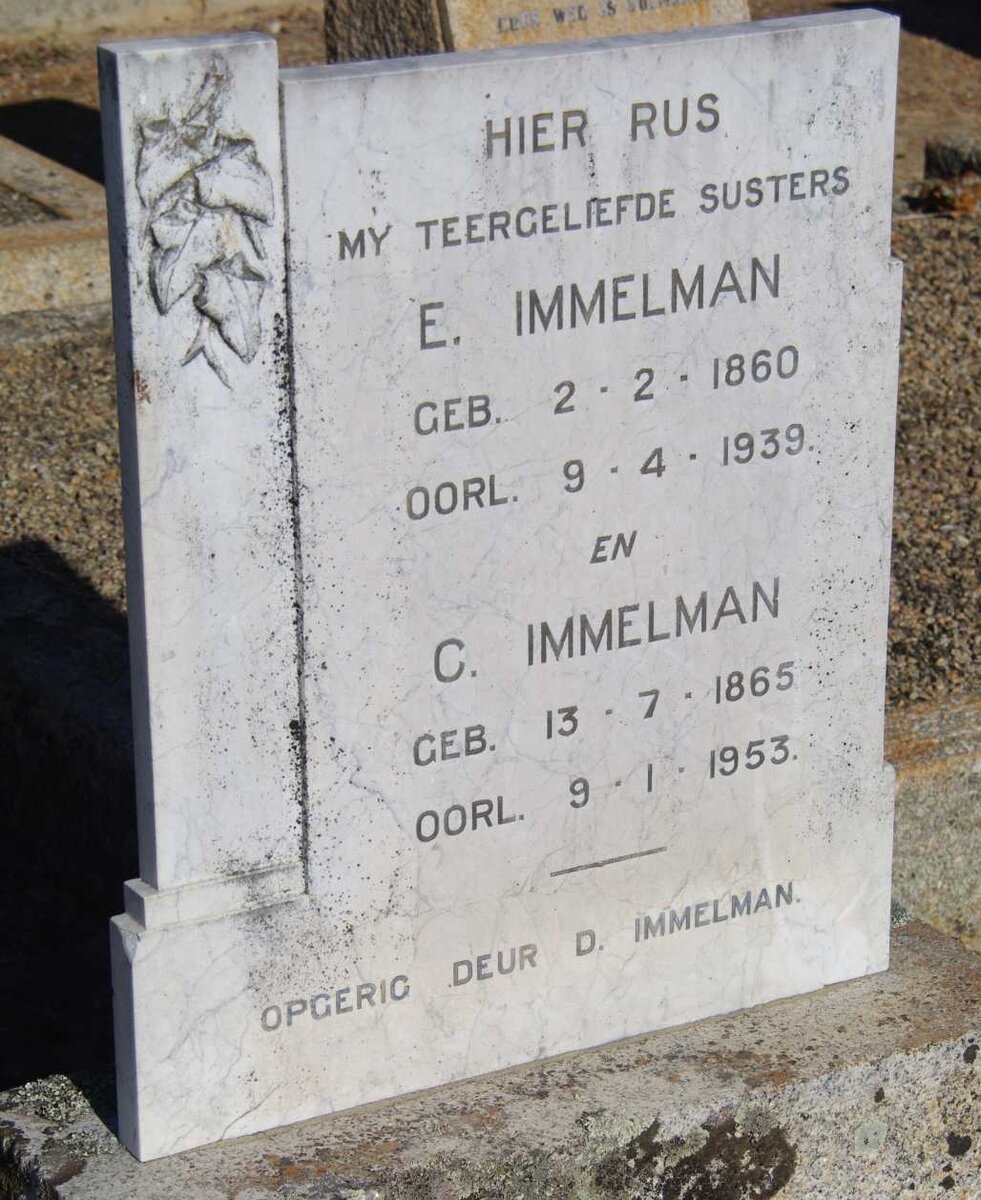 HIER RUS
MY TEERGELIEFDE SUSTERS
E. IMMELMAN
GEB. 2 - 2 - 1860
OORL. 9 - 4 - 1939.
EN
C. IMMELMAN
GEB. 13 - 7 - 1865
OORL. 9 - 1 - 1953.
OPGERIG DEUR D. IMMELMAN.